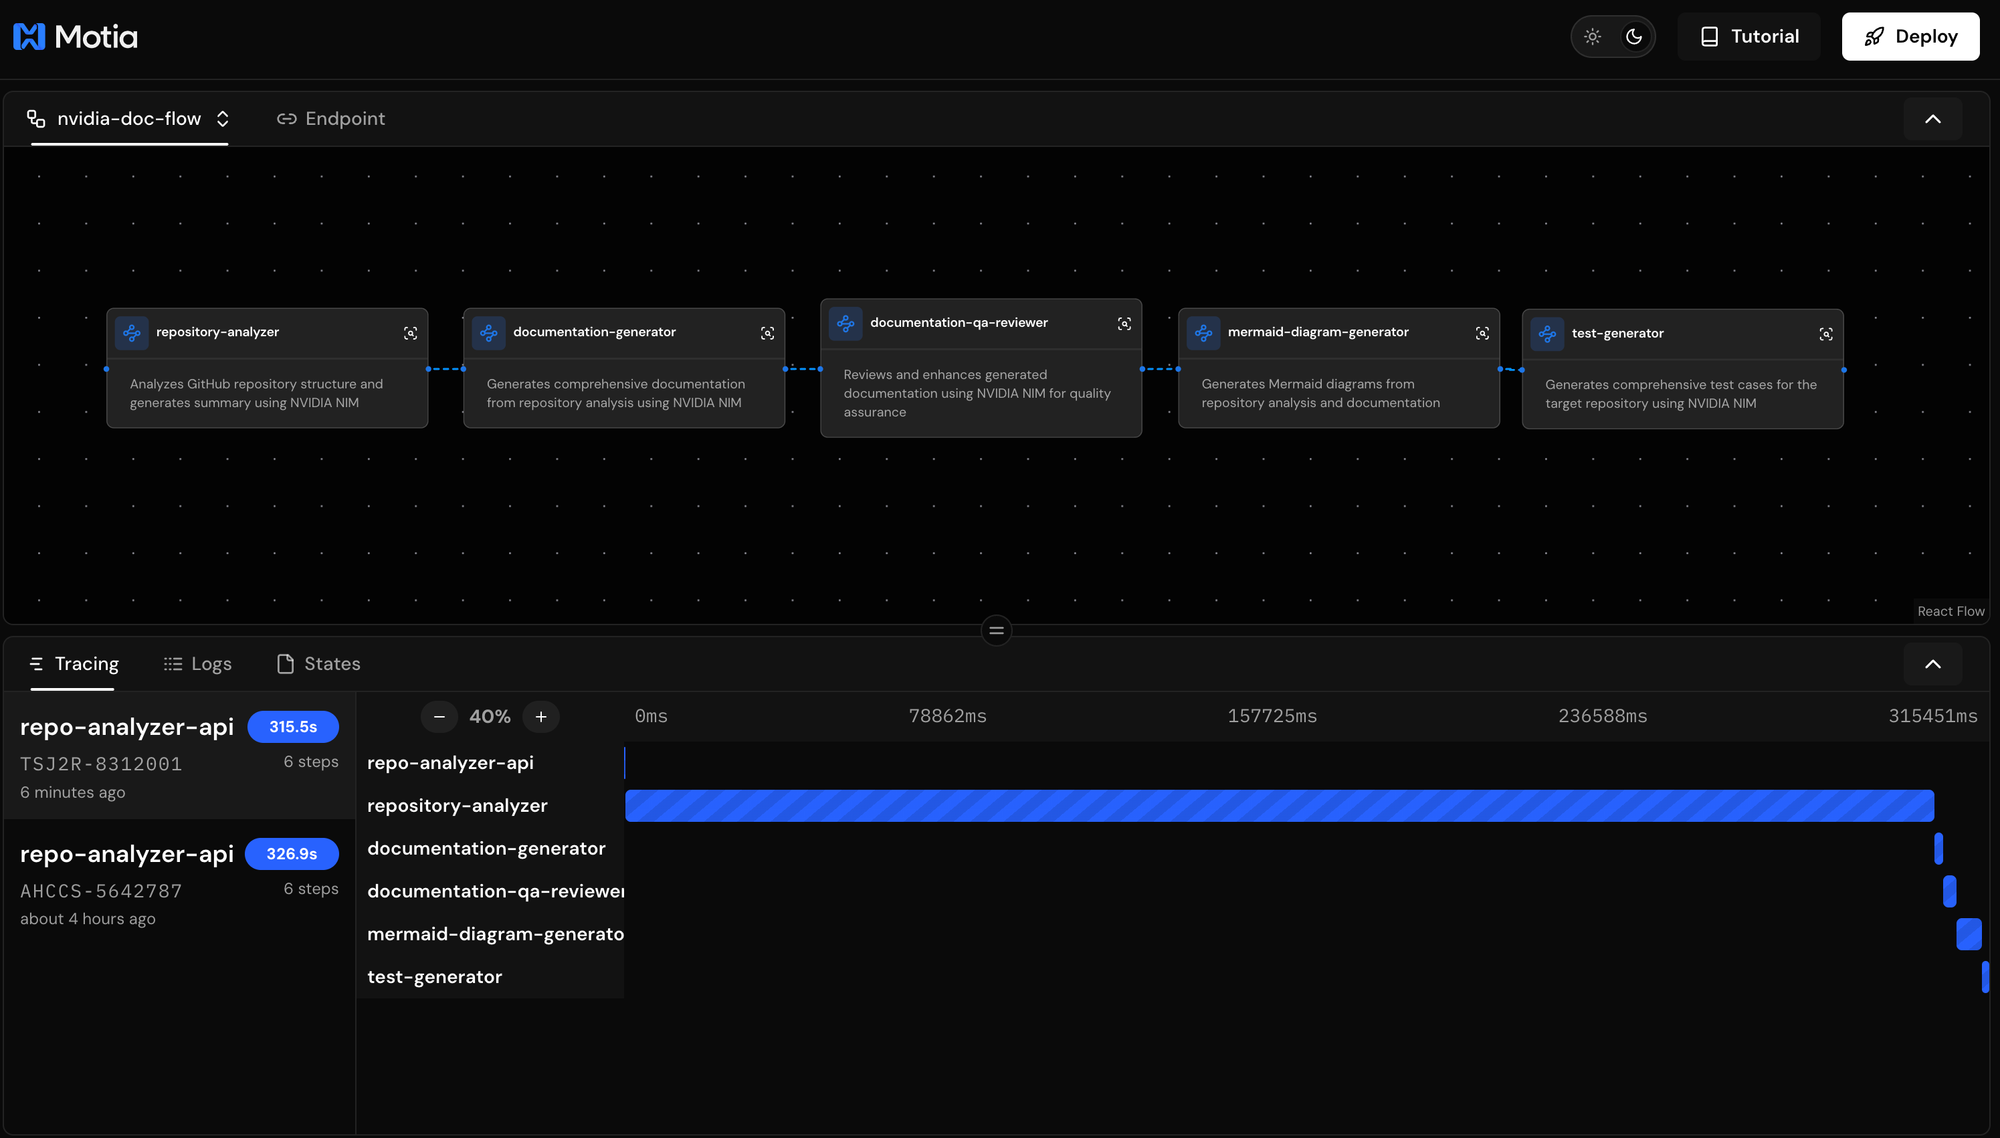 Motia
Tutorial
Deploy
nvidia-doc-flow
Endpoint
repository-analyzer
Analyzes GitHub repository structure and
generates summary using NVIDIA NIM
documentation-generator
Generates comprehensive documentation
from repository analysis using NVIDIA NIM
documentation-qa-reviewer
Reviews and enhances generated
documentation using NVIDIA NIM for quality
assurance
mermaid-diagram-generator
Generates Mermaid diagrams from
repository analysis and documentation
test-generator
Generates comprehensive test cases for the
target repository using NVIDIA NIM
React Flow
Tracing
Logs
States
repo-analyzer-api 315.5s
TSJ2R-8312001 6 steps
6 minutes ago
repo-analyzer-api 326.9s
AHCCS-5642787 6 steps
about 4 hours ago
40%
0ms 78862ms 157725ms 236588ms 315451ms
repo-analyzer-api
repository-analyzer
documentation-generator
documentation-qa-reviewer
mermaid-diagram-generato
test-generator